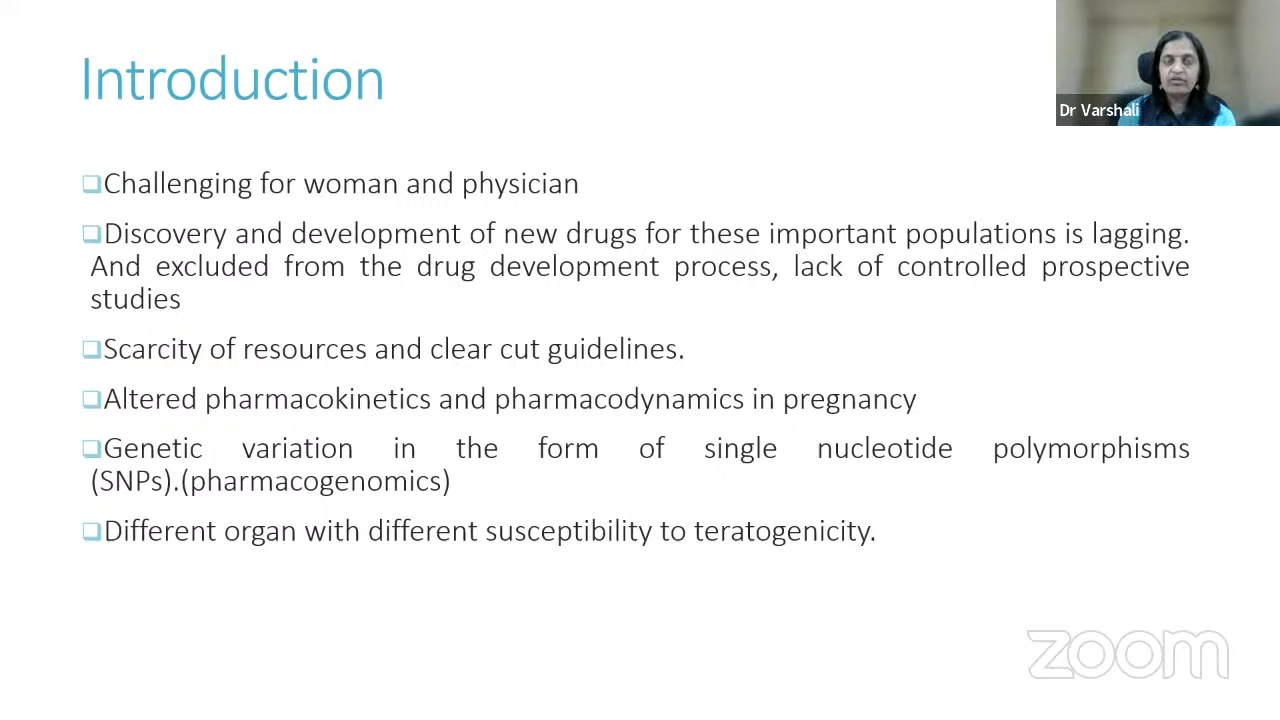 Introduction
Dr Varshali
❑Challenging for woman and physician
❑Discovery and development of new drugs for these important populations is lagging.
And excluded from the drug development process, lack of controlled prospective
studies
❑Scarcity of resources and clear cut guidelines.
❑Altered pharmacokinetics and pharmacodynamics in pregnancy
❑Genetic variation in the form of single nucleotide polymorphisms
(SNPs).(pharmacogenomics)
❑Different organ with different susceptibility to teratogenicity.
zoom